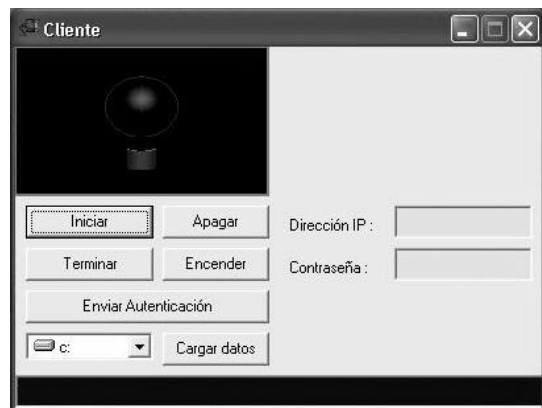 Cliente
Iniciar
Apagar
Dirección IP :
Terminar
Encender
Contraseña :
Enviar Autenticación
c:
Cargar datos